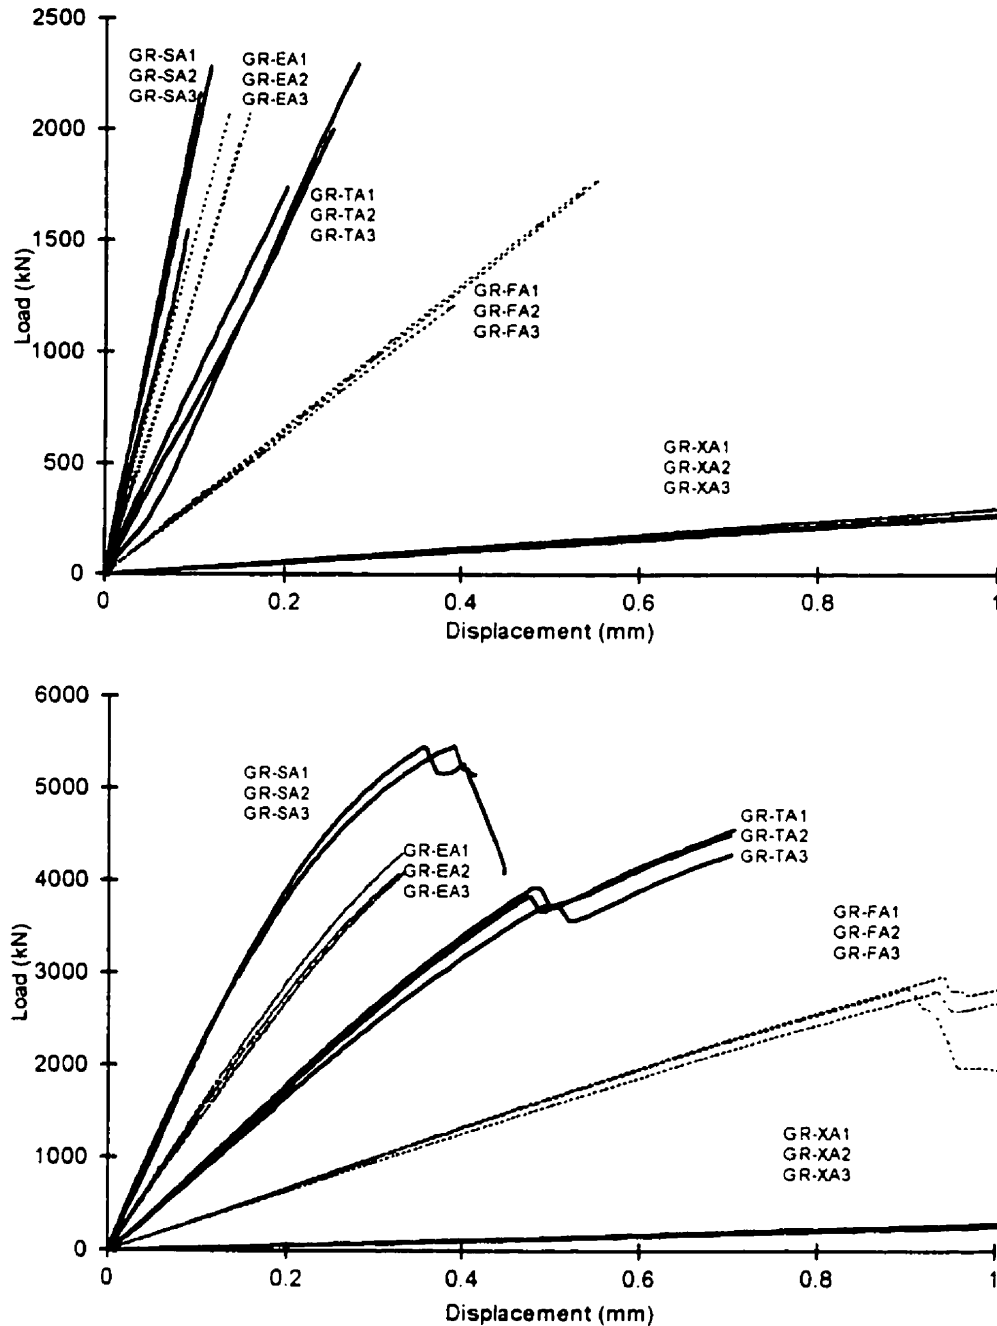 2500
GR-SA1
GR-SA2
GR-SA3
GR-EA1
GR-EA2
GR-EA3
2000
GR-TA1
GR-TA2
GR-TA3
1500
Load (kN)
GR-FA1
GR-FA2
GR-FA3
1000
GR-XA1
GR-XA2
GR-XA3
500
0
0 0.2 0.4 0.6 0.8 1
Displacement (mm)
6000
GR-SA1
GR-SA2
GR-SA3
5000
GR-TA1
GR-TA2
GR-TA3
GR-EA1
GR-EA2
GR-EA3
4000
GR-FA1
GR-FA2
GR-FA3
3000
Load (kN)
2000
GR-XA1
GR-XA2
GR-XA3
1000
0
0 0.2 0.4 0.6 0.8 1
Displacement (mm)